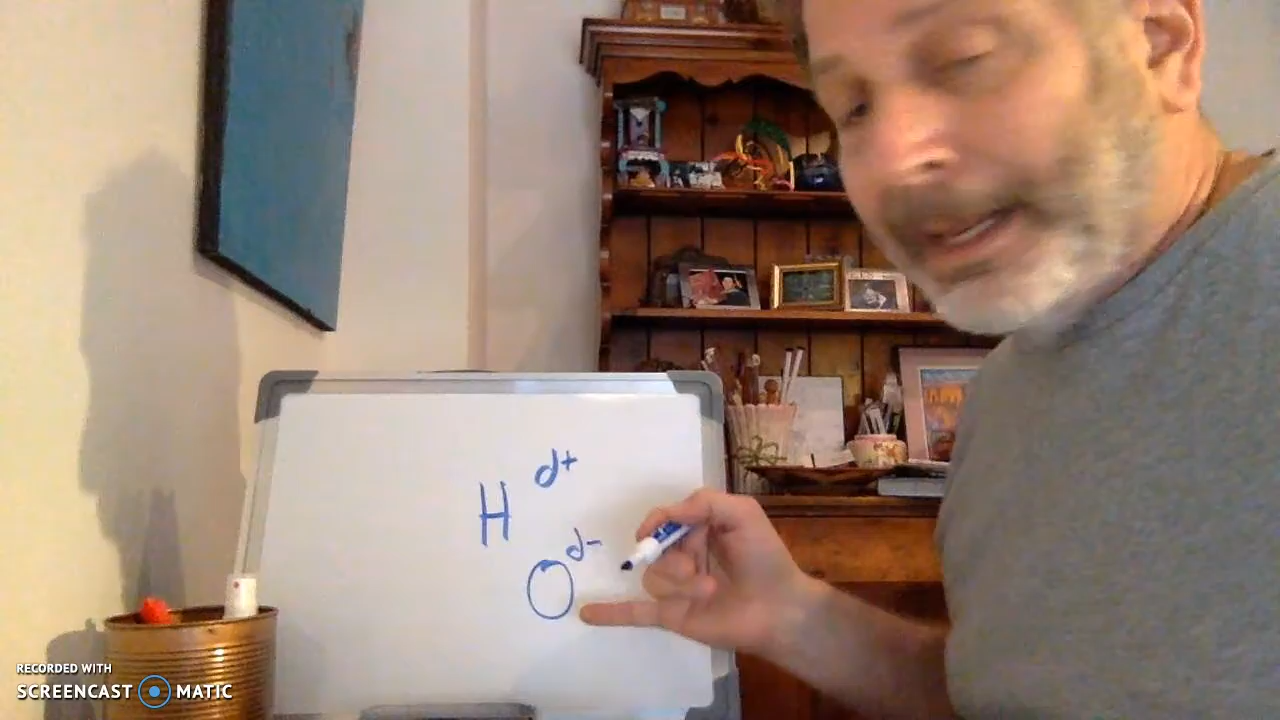 d+
H
d-
O
RECORDED WITH
SCREENCAST MATIC